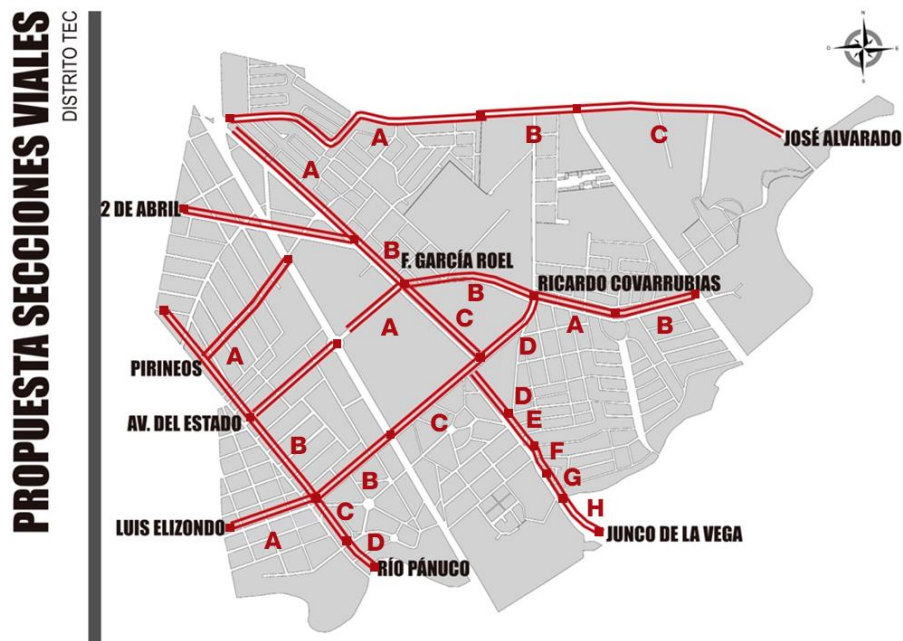 PROPUESTA SECCIONES VIALES
DISTRITO TEC
N
O
E
S
JOSÉ ALVARADO
A
B
C
A
2 DE ABRIL
B
F. GARCÍA ROEL
RICARDO COVARRUBIAS
B
C
A
A
B
PIRINEOS
A
D
AV. DEL ESTADO
D
C
E
B
B
F
G
LUIS ELIZONDO
A
C
H
JUNCO DE LA VEGA
D
RÍO PÁNUCO